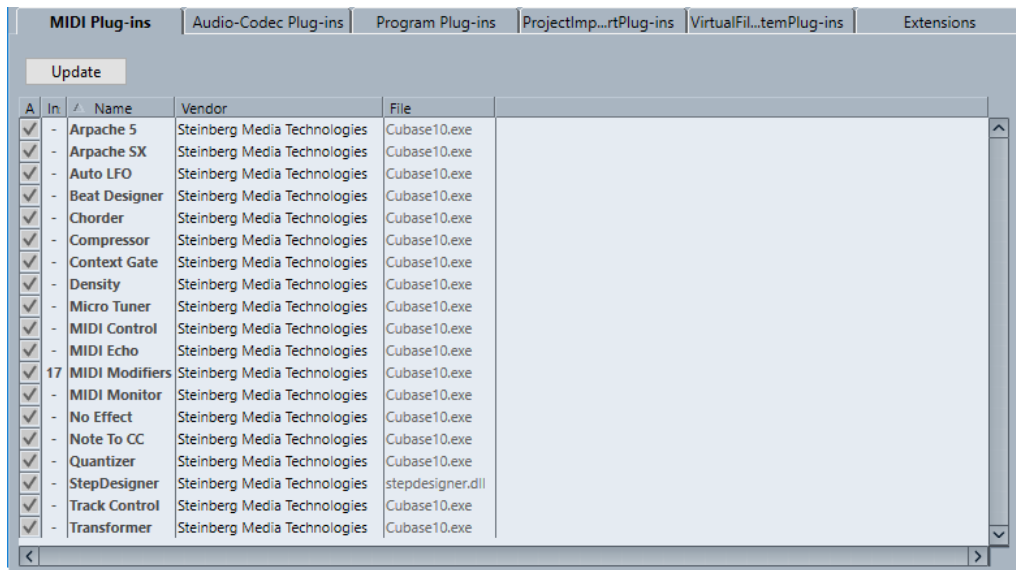 MIDI Plug-ins Audio-Codec Plug-ins Program Plug-ins ProjectImp...rtPlug-ins VirtualFil...temPlug-ins Extensions
Update
A In Name Vendor File
- Arpache 5 Steinberg Media Technologies Cubase10.exe
- Arpache SX Steinberg Media Technologies Cubase10.exe
- Auto LFO Steinberg Media Technologies Cubase10.exe
- Beat Designer Steinberg Media Technologies Cubase10.exe
- Chorder Steinberg Media Technologies Cubase10.exe
- Compressor Steinberg Media Technologies Cubase10.exe
- Context Gate Steinberg Media Technologies Cubase10.exe
- Density Steinberg Media Technologies Cubase10.exe
- Micro Tuner Steinberg Media Technologies Cubase10.exe
- MIDI Control Steinberg Media Technologies Cubase10.exe
- MIDI Echo Steinberg Media Technologies Cubase10.exe
17 MIDI Modifiers Steinberg Media Technologies Cubase10.exe
- MIDI Monitor Steinberg Media Technologies Cubase10.exe
- No Effect Steinberg Media Technologies Cubase10.exe
- Note To CC Steinberg Media Technologies Cubase10.exe
- Quantizer Steinberg Media Technologies Cubase10.exe
- StepDesigner Steinberg Media Technologies stepdesigner.dll
- Track Control Steinberg Media Technologies Cubase10.exe
- Transformer Steinberg Media Technologies Cubase10.exe